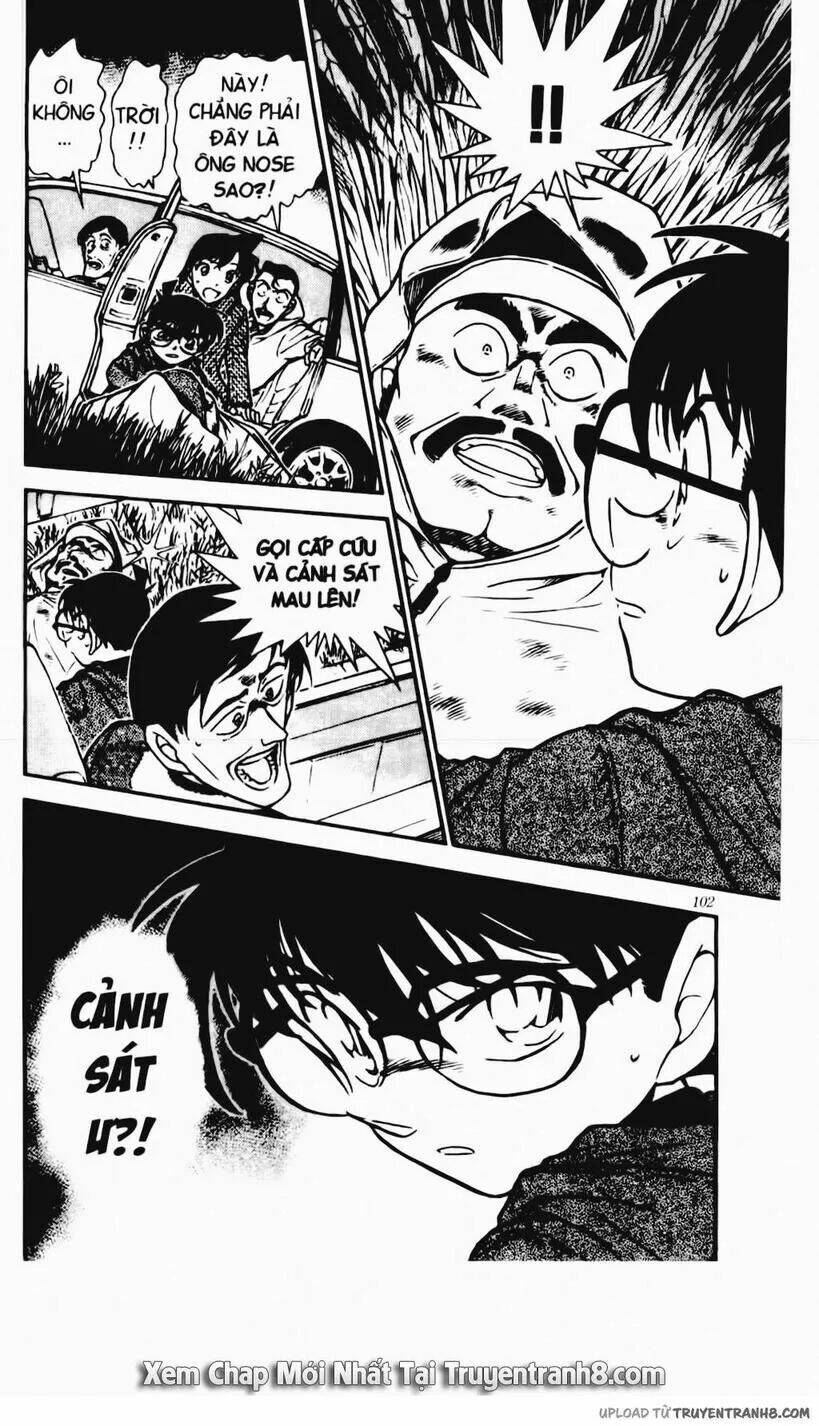 ÔI
KHÔNG
...
TRỜI
!!
NÀY!
CHẲNG PHẢI
ĐÂY LÀ
ÔNG NOSE
SAO?!
!!
GỌI CẤP CỨU
VÀ CẢNH SÁT
MAU LÊN!
102
CẢNH
SÁT
Ư?!
Xem Chap Mới Nhất Tại Truyentranh8.com
UPLOAD TỪ TRUYENTRANH8.COM